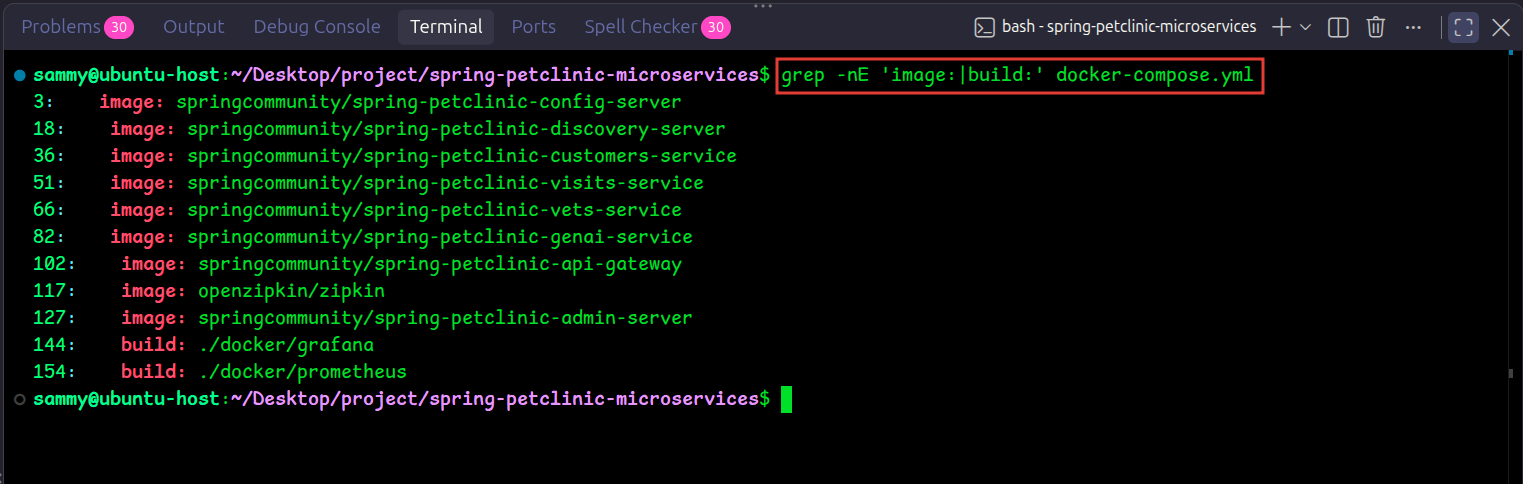 Problems 30 Output Debug Console Terminal Ports Spell Checker 30 bash - spring-petclinic-microservices
sammy@ubuntu-host:~/Desktop/project/spring-petclinic-microservices$ grep -nE 'image:|build:' docker-compose.yml
3:    image: springcommunity/spring-petclinic-config-server
18:    image: springcommunity/spring-petclinic-discovery-server
36:    image: springcommunity/spring-petclinic-customers-service
51:    image: springcommunity/spring-petclinic-visits-service
66:    image: springcommunity/spring-petclinic-vets-service
82:    image: springcommunity/spring-petclinic-genai-service
102:    image: springcommunity/spring-petclinic-api-gateway
117:    image: openzipkin/zipkin
127:    image: springcommunity/spring-petclinic-admin-server
144:    build: ./docker/grafana
154:    build: ./docker/prometheus
sammy@ubuntu-host:~/Desktop/project/spring-petclinic-microservices$